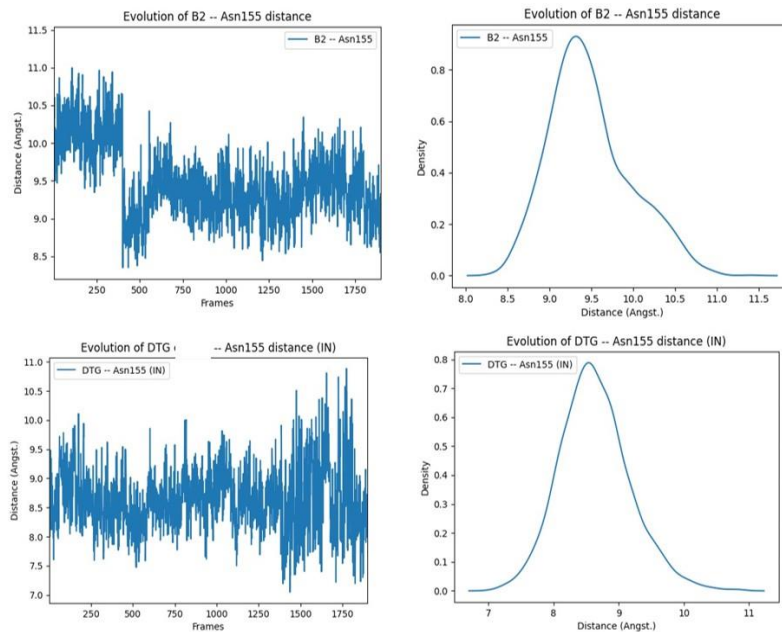 Evolution of B2 -- Asn155 distance
B2 -- Asn155
11.5
11.0
10.5
10.0
9.5
9.0
8.5
Distance (Angst.)
250 500 750 1000 1250 1500 1750
Frames
Evolution of B2 -- Asn155 distance
B2 -- Asn155
0.8
0.6
0.4
0.2
0.0
Density
8.0 8.5 9.0 9.5 10.0 10.5 11.0 11.5
Distance (Angst.)
Evolution of DTG -- Asn155 distance (IN)
DTG -- Asn155 (IN)
11.0
10.5
10.0
9.5
9.0
8.5
8.0
7.5
7.0
Distance (Angst.)
250 500 750 1000 1250 1500 1750
Frames
Evolution of DTG -- Asn155 distance (IN)
DTG -- Asn155 (IN)
0.8
0.7
0.6
0.5
0.4
0.3
0.2
0.1
0.0
Density
7 8 9 10 11
Distance (Angst.)